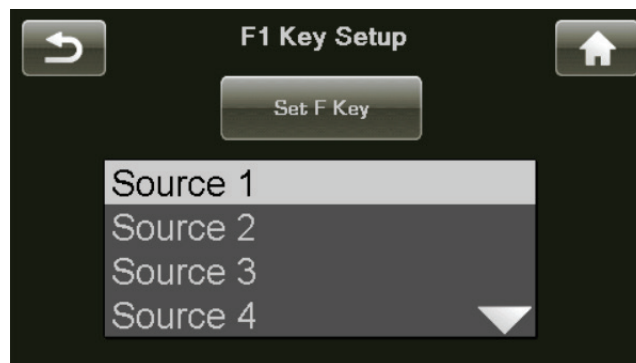 F1 Key Setup
Set F Key
Source 1
Source 2
Source 3
Source 4